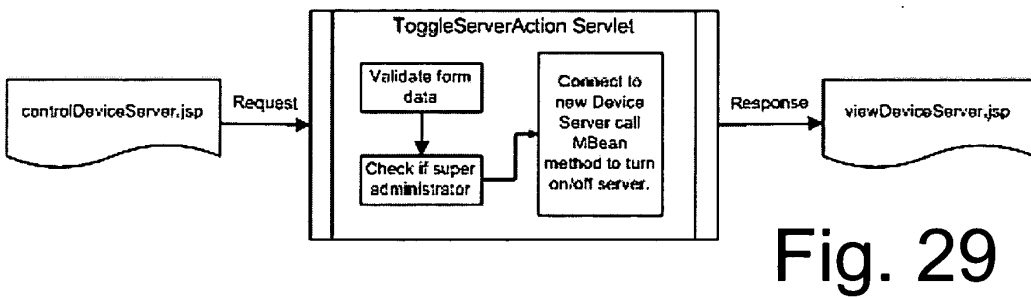 ToggleServerAction Servlet
controlDeviceServer.jsp
Request
Validate form
data
Check if super
administrator
Connect to
new Device
Server call
MBean
method to turn
on/off server.
Response
viewDeviceServer.jsp
Fig. 29